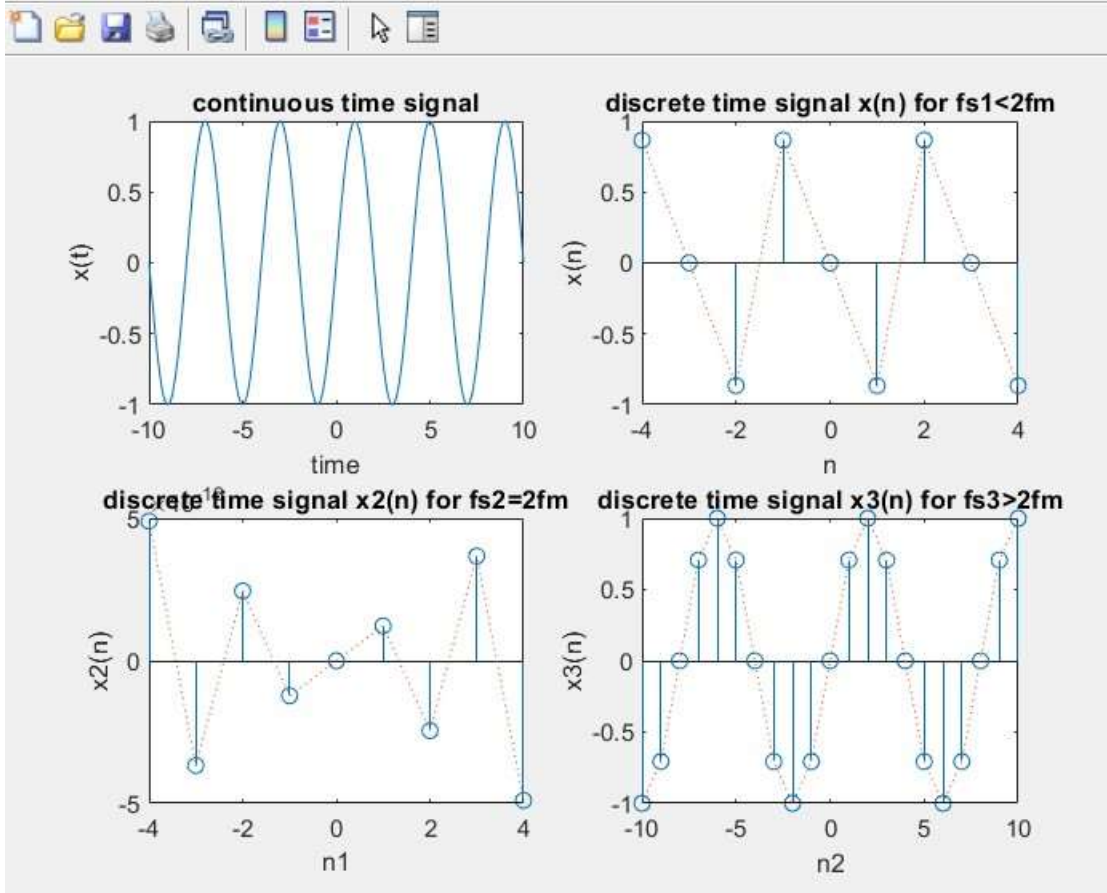 continuous time signal
1
0.5
0
-0.5
-1
x(t)
-10 -5 0 5 10
time
discrete time signal x(n) for fs1<2fm
1
0.5
0
-0.5
-1
x(n)
-4 -2 0 2 4
n
discrete time signal x2(n) for fs2=2fm
5
0
-5
x2(n)
-4 -2 0 2 4
n1
discrete time signal x3(n) for fs3>2fm
1
0.5
0
-0.5
-1
x3(n)
-10 -5 0 5 10
n2